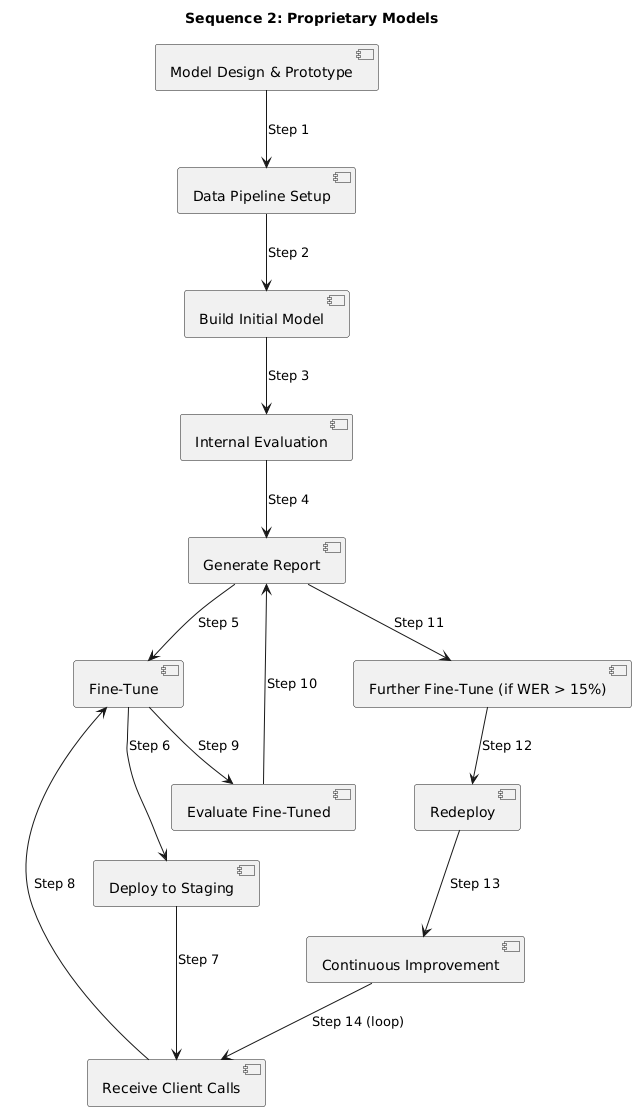 Sequence 2: Proprietary Models
Model Design & Prototype
Step 1
Data Pipeline Setup
Step 2
Build Initial Model
Step 3
Internal Evaluation
Step 4
Generate Report
Step 5
Step 11
Step 10
Fine-Tune
Further Fine-Tune (if WER > 15%)
Step 6
Step 9
Step 12
Evaluate Fine-Tuned
Redeploy
Deploy to Staging
Step 8
Step 13
Step 7
Continuous Improvement
Step 14 (loop)
Receive Client Calls